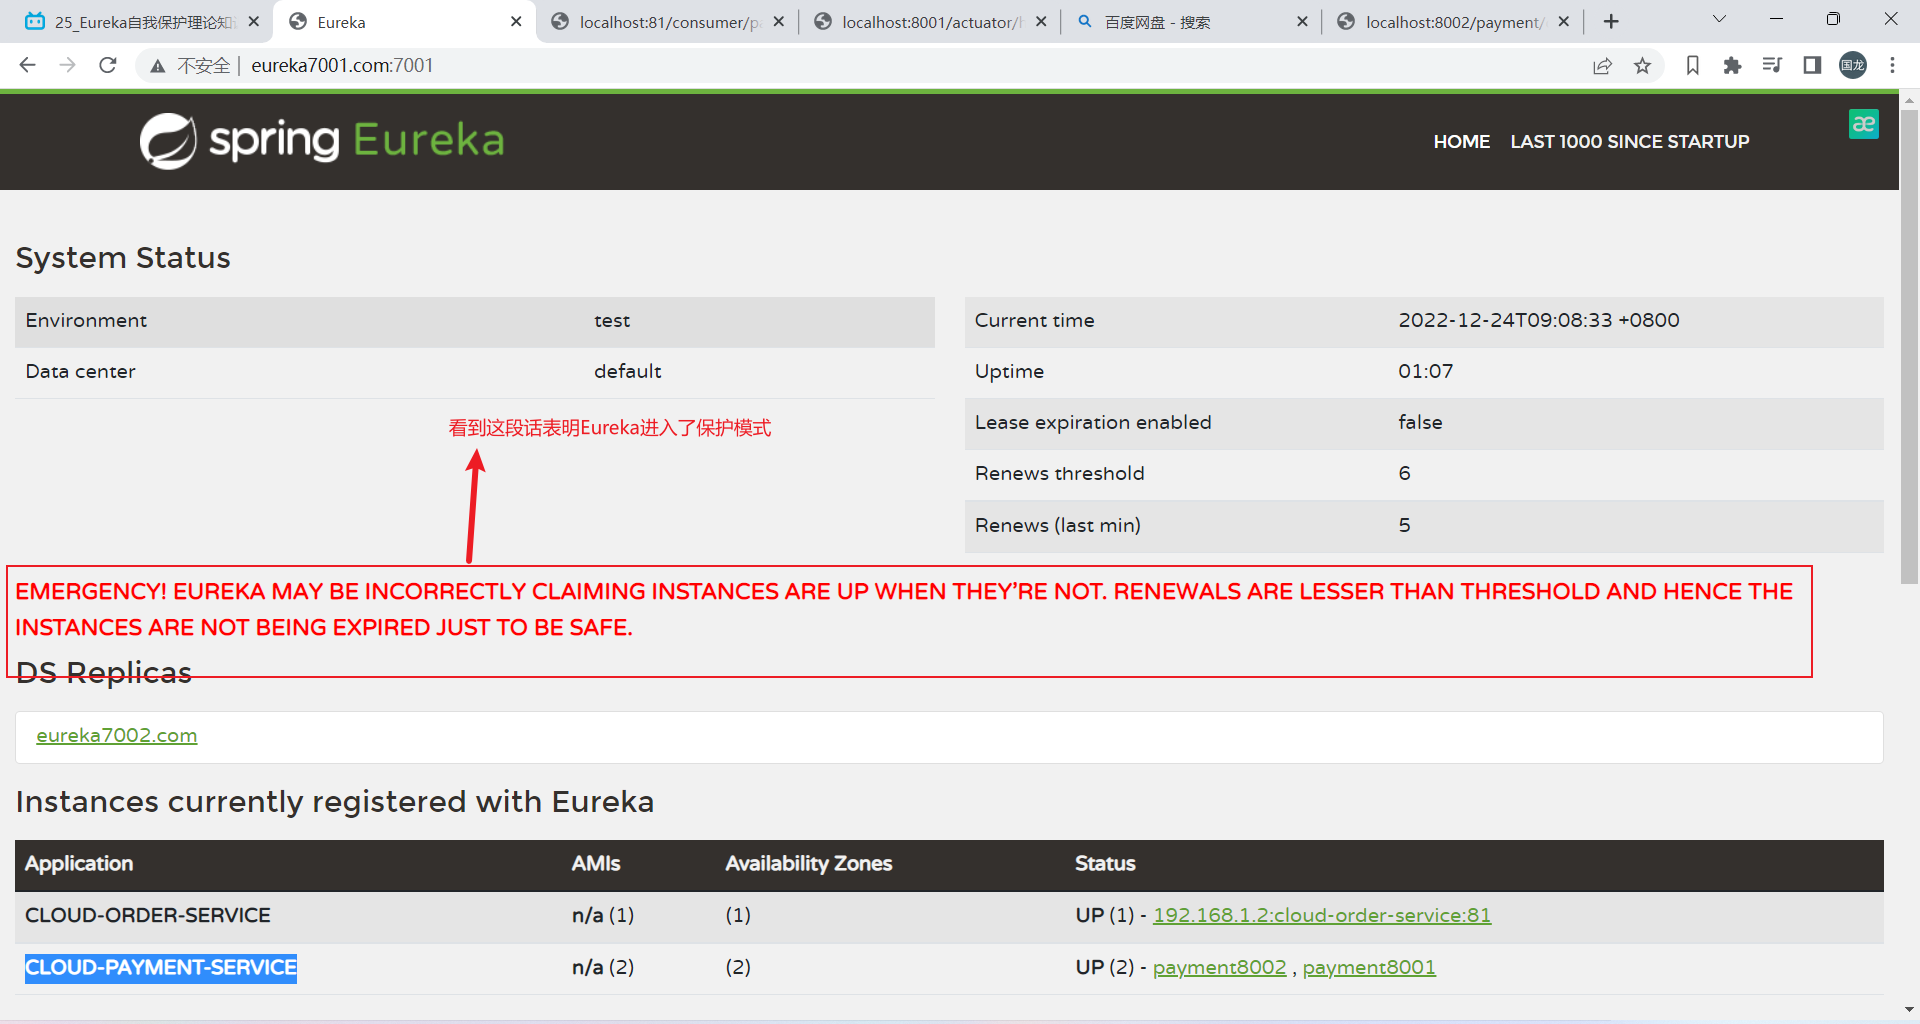 25_Eureka自我保护理论知
Eureka
localhost:81/consumer/pa
localhost:8001/actuator/h
百度网盘 - 搜索
localhost:8002/payment/
不安全 | eureka7001.com:7001
国龙
spring Eureka
HOME LAST 1000 SINCE STARTUP
æ
System Status
Environment test
Data center default
Current time 2022-12-24T09:08:33 +0800
Uptime 01:07
Lease expiration enabled false
Renews threshold 6
Renews (last min) 5
看到这段话表明Eureka进入了保护模式
EMERGENCY! EUREKA MAY BE INCORRECTLY CLAIMING INSTANCES ARE UP WHEN THEY'RE NOT. RENEWALS ARE LESSER THAN THRESHOLD AND HENCE THE
INSTANCES ARE NOT BEING EXPIRED JUST TO BE SAFE.
DS Replicas
eureka7002.com
Instances currently registered with Eureka
Application AMIs Availability Zones Status
CLOUD-ORDER-SERVICE n/a (1) (1) UP (1) - 192.168.1.2:cloud-order-service:81
CLOUD-PAYMENT-SERVICE n/a (2) (2) UP (2) - payment8002 , payment8001